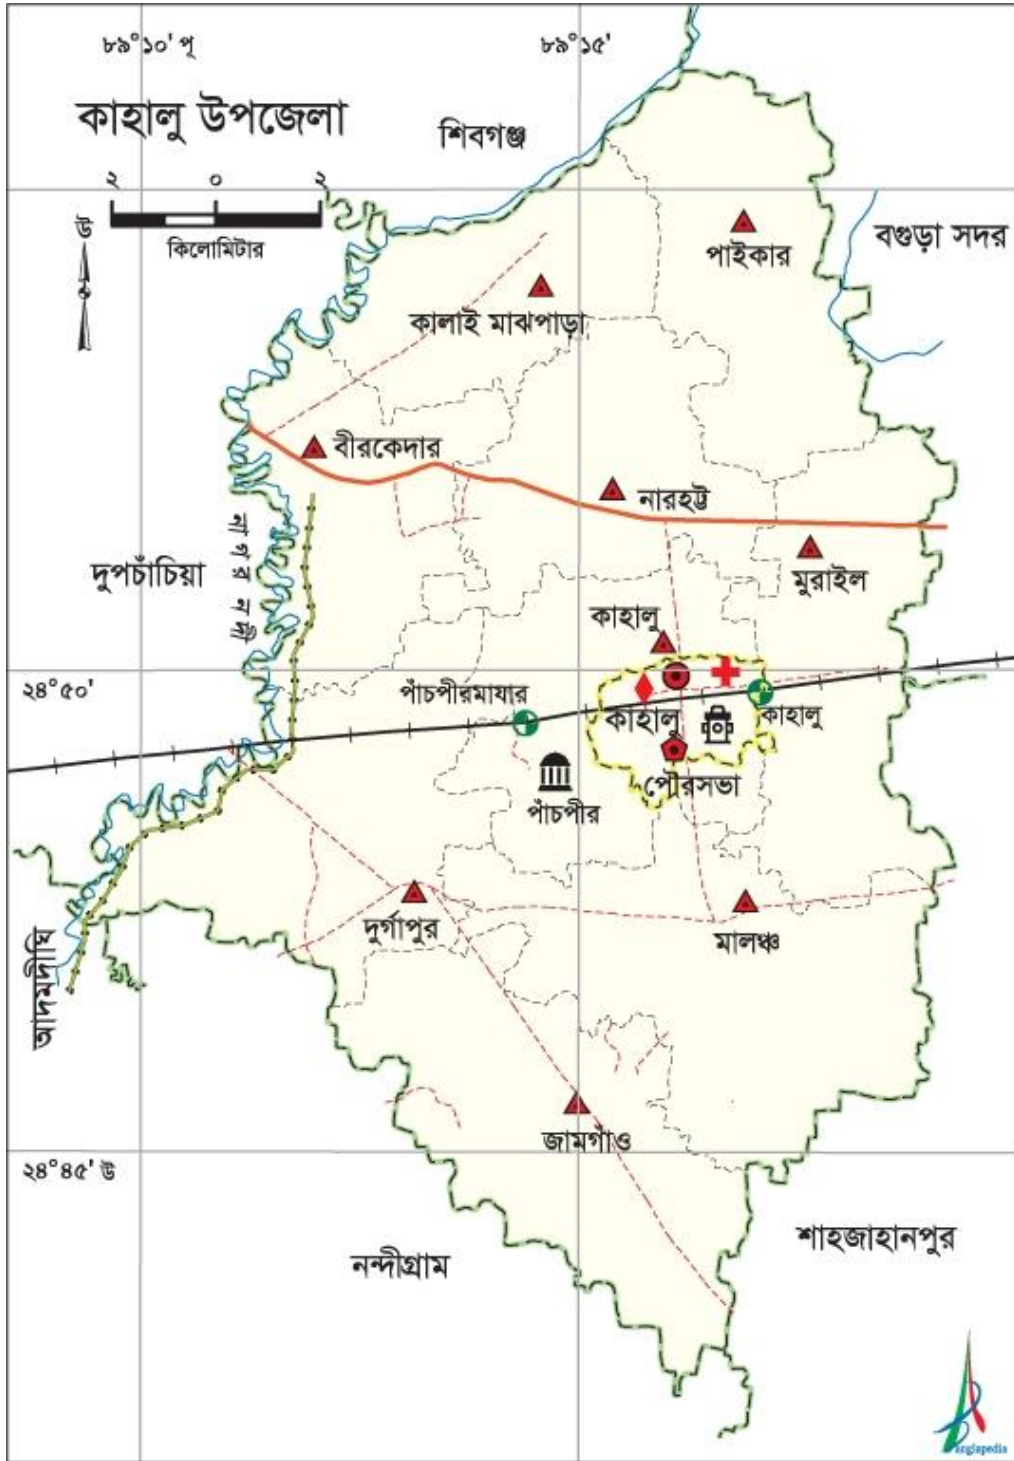 ৮৯°১০' পূ
৮৯°১৫'
কাহালু উপজেলা
শিবগঞ্জ
২ ০ ২
কিলোমিটার
উ
পাইকার
বগুড়া সদর
কালাই মাঝপাড়া
বীরকেদার
নারহট্ট
নাগর নদী
দুপচাঁচিয়া
মুরাইল
কাহালু
২৪°৫০'
পাঁচপীরমাযার
কাহালু
কাহালু
পৌরসভা
পাঁচপীর
দুর্গাপুর
মালঞ্চ
আদমদীঘি
জামগাঁও
২৪°৪৫' উ
শাহজাহানপুর
নন্দীগ্রাম
Banglapedia